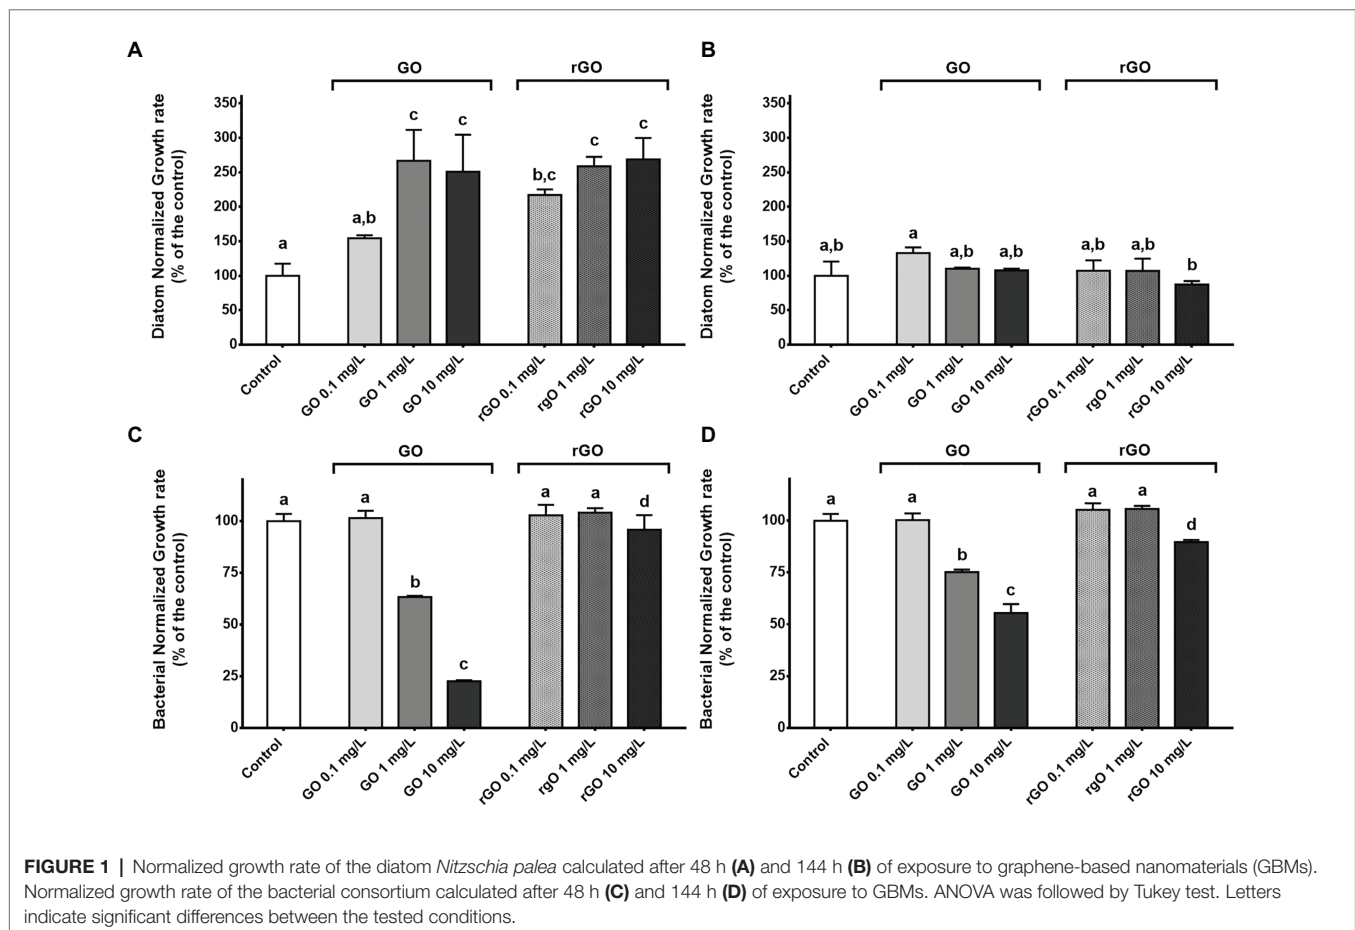 A
GO
rGO
Diatom Normalized Growth rate
(% of the control)
350
300
250
200
150
100
50
0
a
a,b
c
c
b,c
c
c
Control
GO 0.1 mg/L
GO 1 mg/L
GO 10 mg/L
rGO 0.1 mg/L
rgO 1 mg/L
rGO 10 mg/L
B
GO
rGO
Diatom Normalized Growth rate
(% of the control)
350
300
250
200
150
100
50
0
a,b
a
a,b
a,b
a,b
a,b
b
Control
GO 0.1 mg/L
GO 1 mg/L
GO 10 mg/L
rGO 0.1 mg/L
rgO 1 mg/L
rGO 10 mg/L
C
GO
rGO
Bacterial Normalized Growth rate
(% of the control)
100
75
50
25
0
a
a
b
c
a
a
d
Control
GO 0.1 mg/L
GO 1 mg/L
GO 10 mg/L
rGO 0.1 mg/L
rgO 1 mg/L
rGO 10 mg/L
D
GO
rGO
Bacterial Normalized Growth rate
(% of the control)
100
75
50
25
0
a
a
b
c
a
a
d
Control
GO 0.1 mg/L
GO 1 mg/L
GO 10 mg/L
rGO 0.1 mg/L
rgO 1 mg/L
rGO 10 mg/L
FIGURE 1 | Normalized growth rate of the diatom Nitzschia palea calculated after 48 h (A) and 144 h (B) of exposure to graphene-based nanomaterials (GBMs).
Normalized growth rate of the bacterial consortium calculated after 48 h (C) and 144 h (D) of exposure to GBMs. ANOVA was followed by Tukey test. Letters
indicate significant differences between the tested conditions.